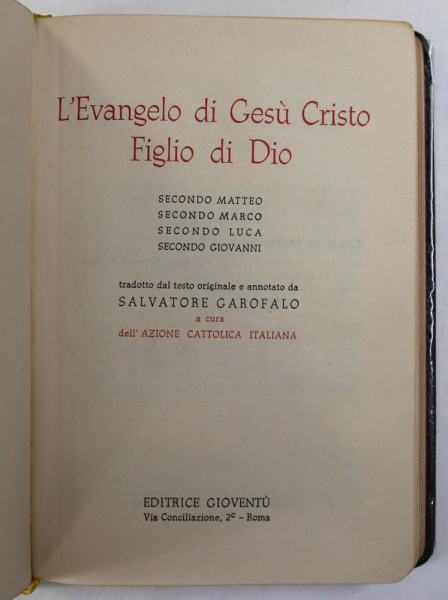 L'Evangelo di Gesù Cristo
Figlio di Dio
SECONDO MATTEO
SECONDO MARCO
SECONDO LUCA
SECONDO GIOVANNI
tradotto dal testo originale e annotato da
SALVATORE GAROFALO
a cura
dell' AZIONE CATTOLICA ITALIANA
EDITRICE GIOVENTÙ
Via Conciliazione, 2c - Roma